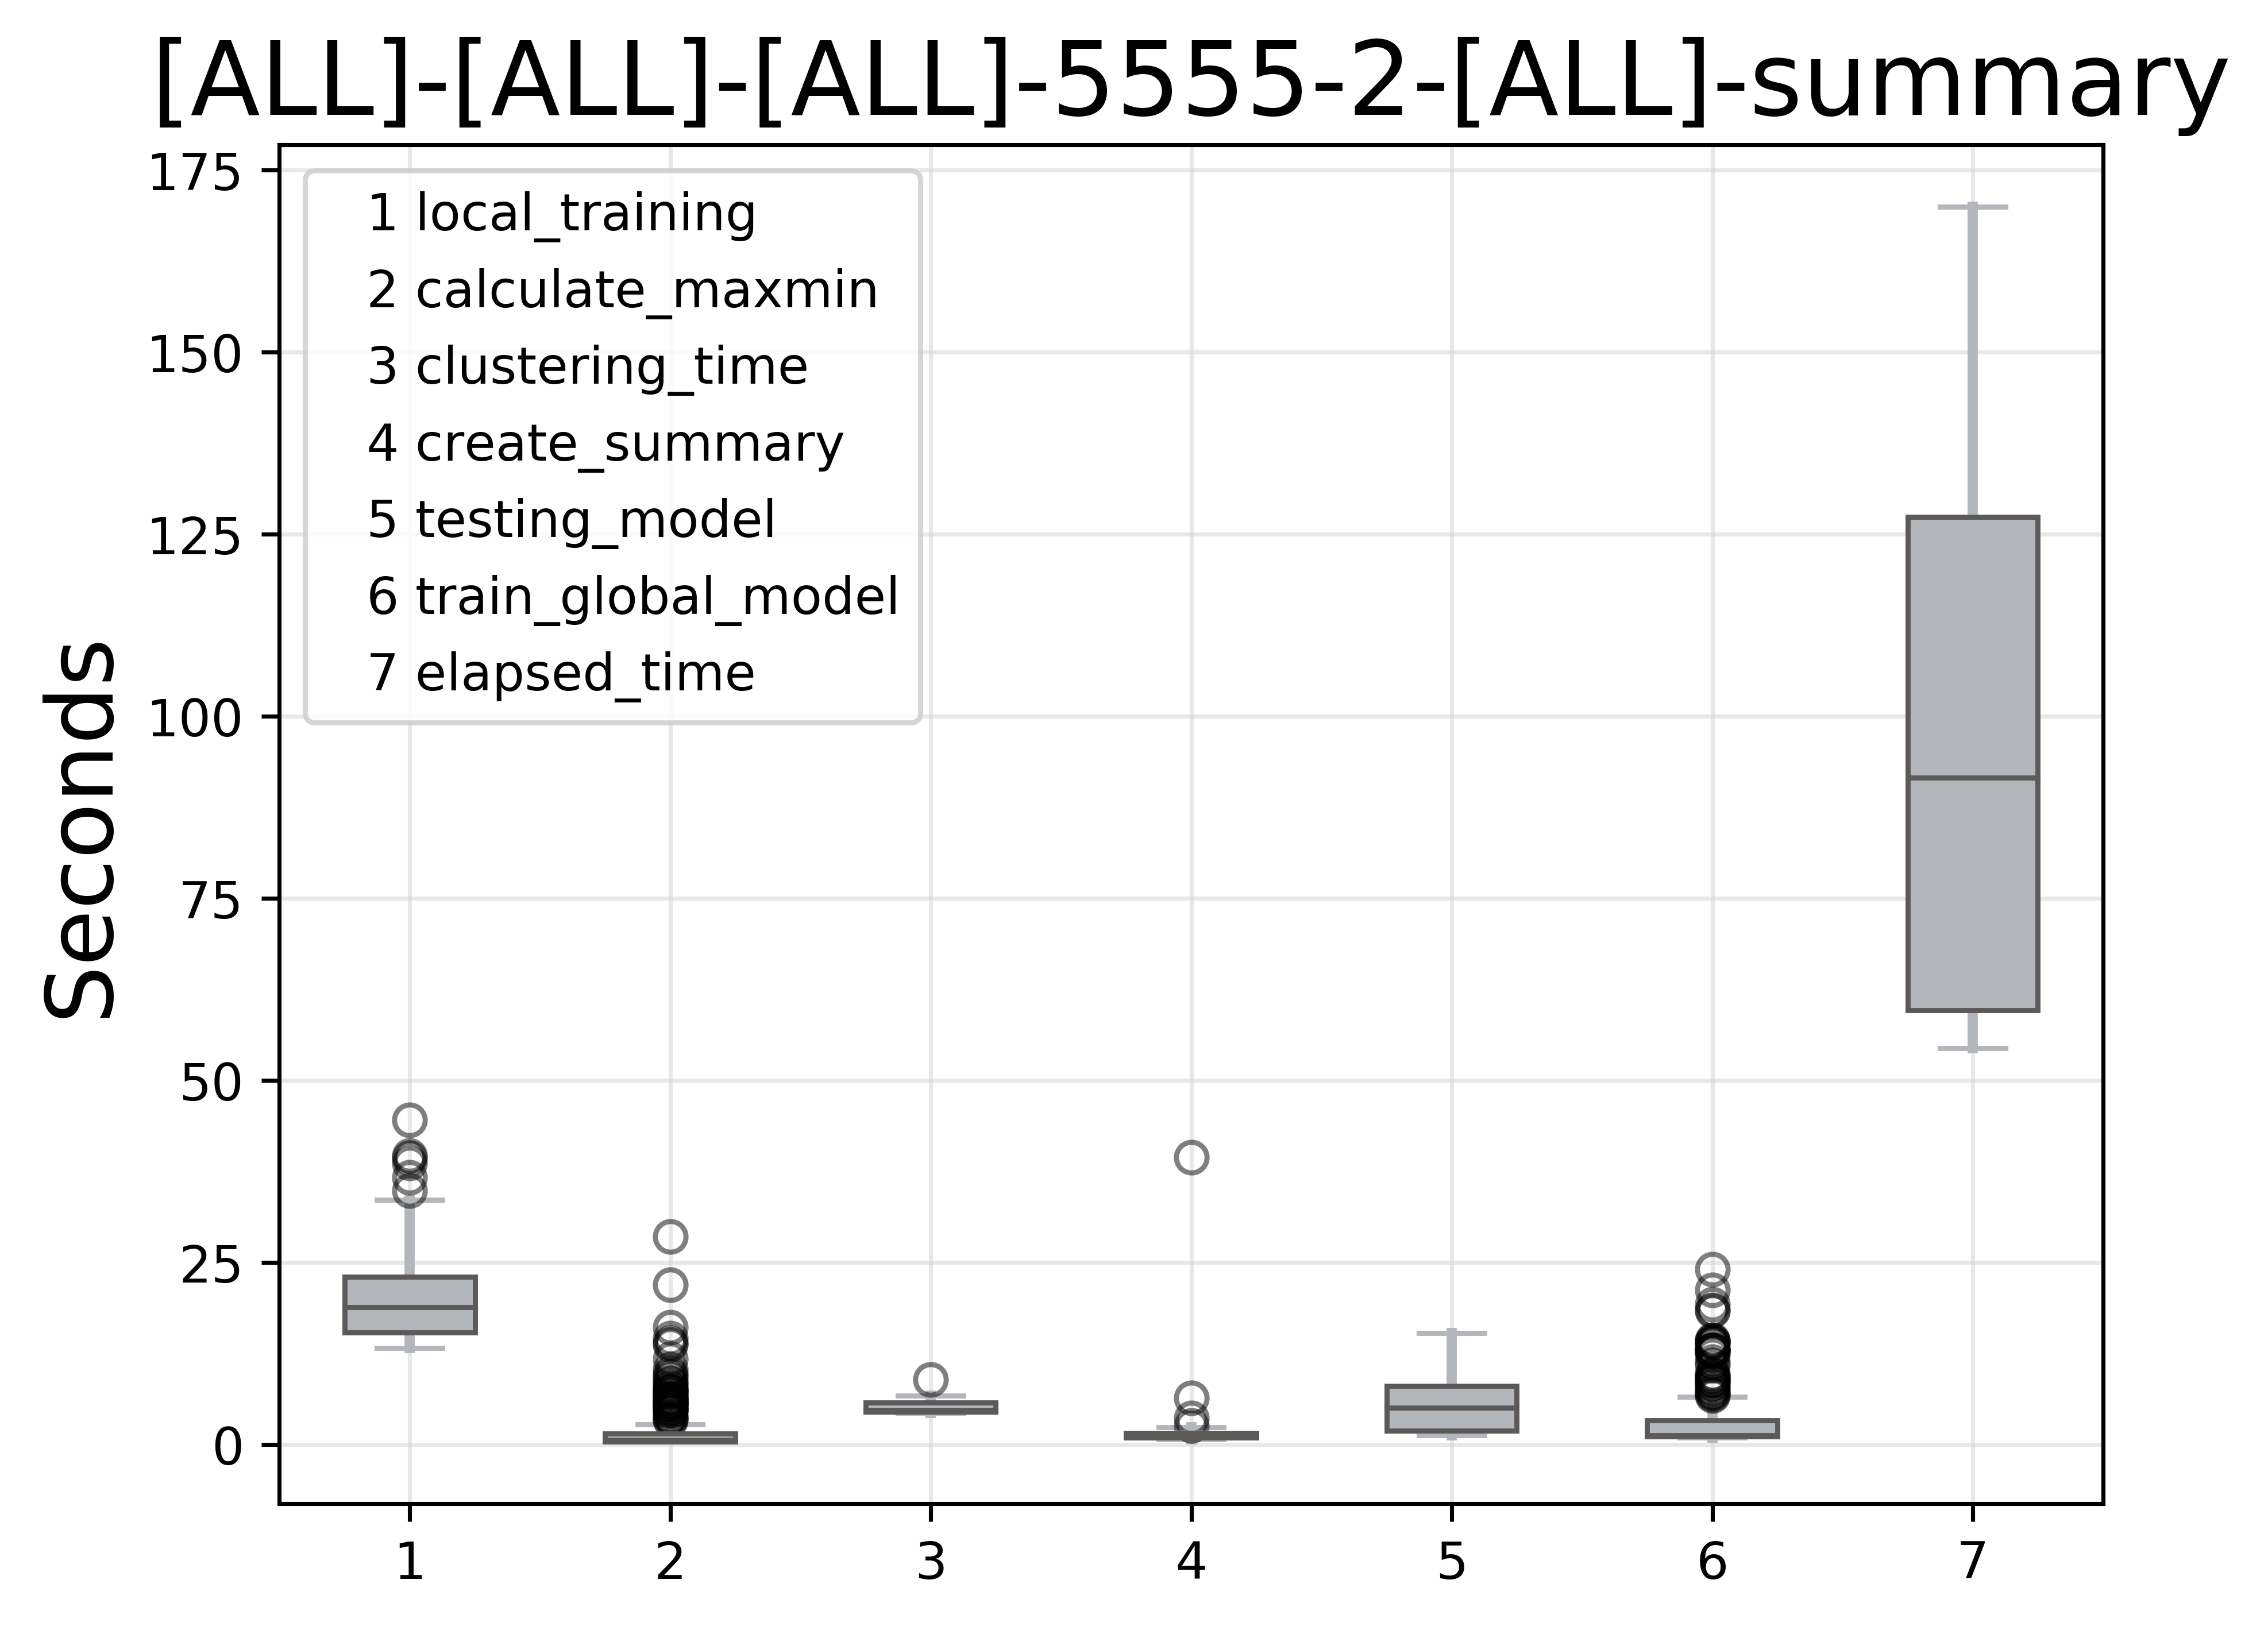 [ALL]-[ALL]-[ALL]-5555-2-[ALL]-summary
Seconds
175
150
125
100
75
50
25
0
1 local_training
2 calculate_maxmin
3 clustering_time
4 create_summary
5 testing_model
6 train_global_model
7 elapsed_time
1 2 3 4 5 6 7